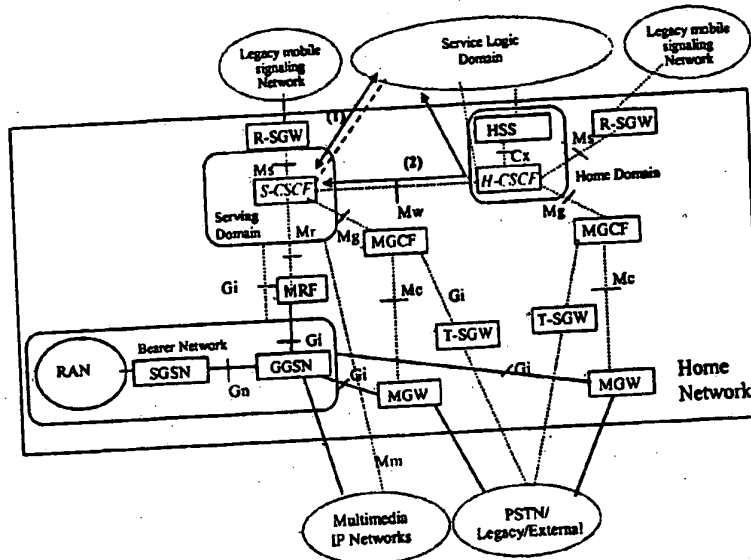 Legacy mobile
signaling
Network
Service Logic
Domain
Legacy mobile
signaling
Network
(1)
R-SGW
HSS
R-SGW
Ms
Cx
Ms
(2)
S-CSCF
H-CSCF
Home Domain
Serving
Domain
Mr
Mg
Mw
MGCF
Mg
MGCF
Gi
MRF
Mc
Gi
Mc
T-SGW
T-SGW
Bearer Network
Gi
RAN
SGSN
GGSN
Gn
Gi
MGW
Gi
MGW
Home
Network
Mm
Multimedia
IP Networks
PSTN/
Legacy/External